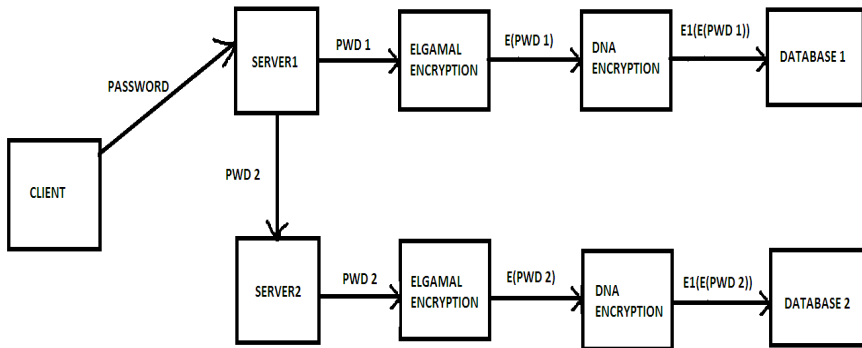 PWD 1
E(PWD 1)
E1(E(PWD 1))
SERVER1
ELGAMAL
ENCRYPTION
DNA
ENCRYPTION
DATABASE 1
PASSWORD
PWD 2
CLIENT
PWD 2
E(PWD 2)
E1(E(PWD 2))
SERVER2
ELGAMAL
ENCRYPTION
DNA
ENCRYPTION
DATABASE 2